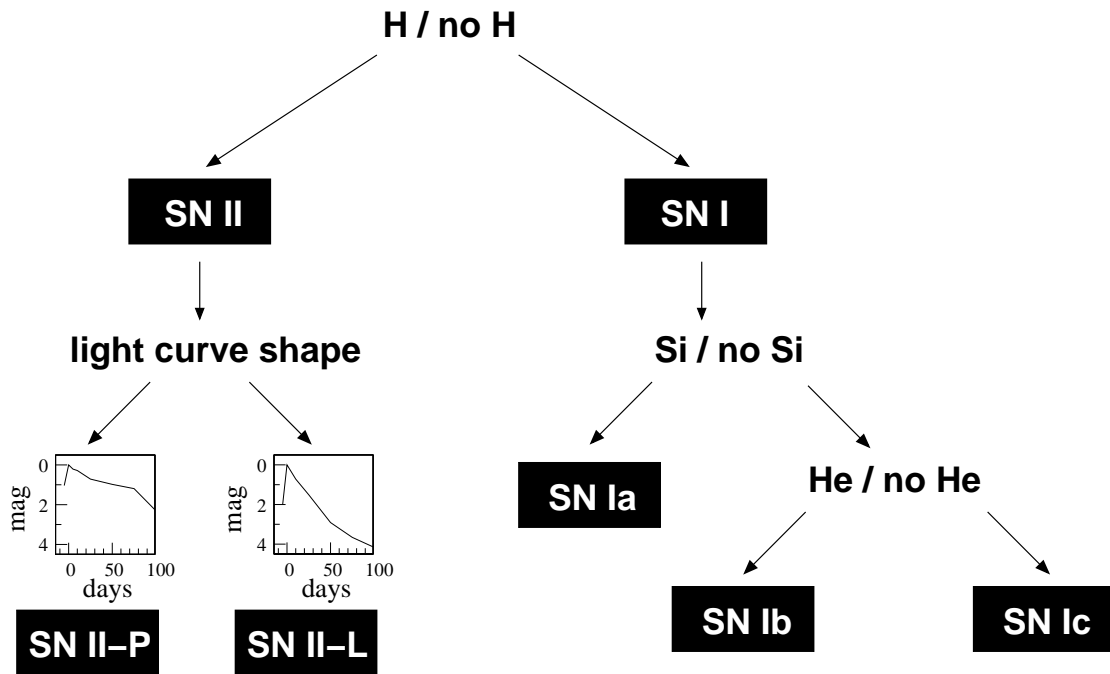 H / no H
SN II
SN I
light curve shape
Si / no Si
0
2
4
mag
0 50 100
days
0
2
4
mag
0 50 100
days
SN Ia
He / no He
SN II–P
SN II–L
SN Ib
SN Ic